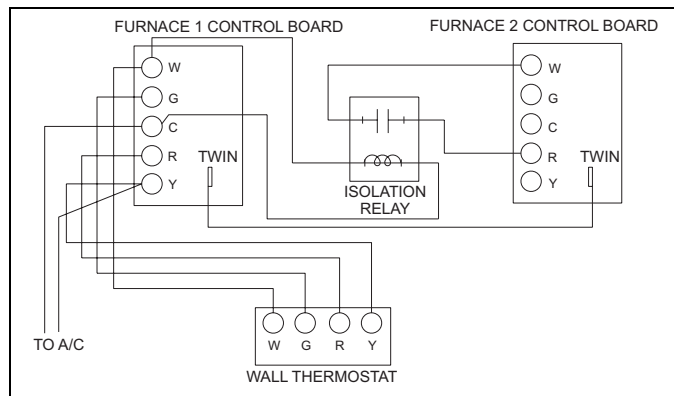 FURNACE 1 CONTROL BOARD
FURNACE 2 CONTROL BOARD
W
G
C
R
Y
TWIN
ISOLATION
RELAY
W
G
C
R
Y
TWIN
TO A/C
W G R Y
WALL THERMOSTAT